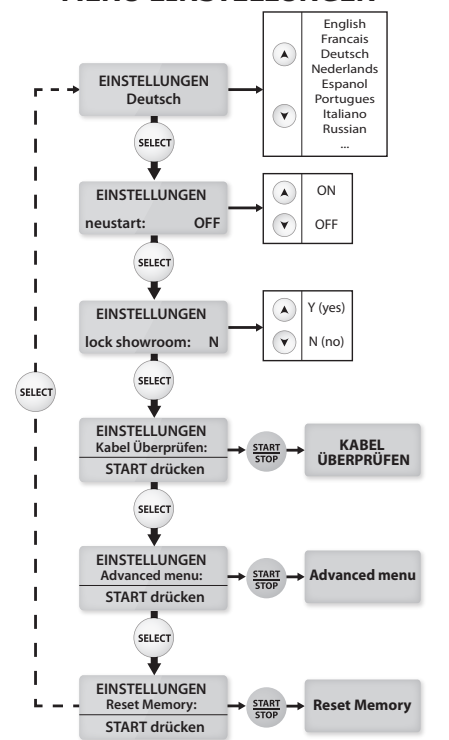 English
Francais
Deutsch
Nederlands
Espanol
Portugues
Italiano
Russian
...
EINSTELLUNGEN
Deutsch
SELECT
EINSTELLUNGEN
neustart: OFF
ON
OFF
SELECT
EINSTELLUNGEN
lock showroom: N
Y (yes)
N (no)
SELECT
SELECT
EINSTELLUNGEN
Kabel Überprüfen:
START drücken
START
STOP
KABEL
ÜBERPRÜFEN
SELECT
EINSTELLUNGEN
Advanced menu:
START drücken
START
STOP
Advanced menu
SELECT
EINSTELLUNGEN
Reset Memory:
START drücken
START
STOP
Reset Memory